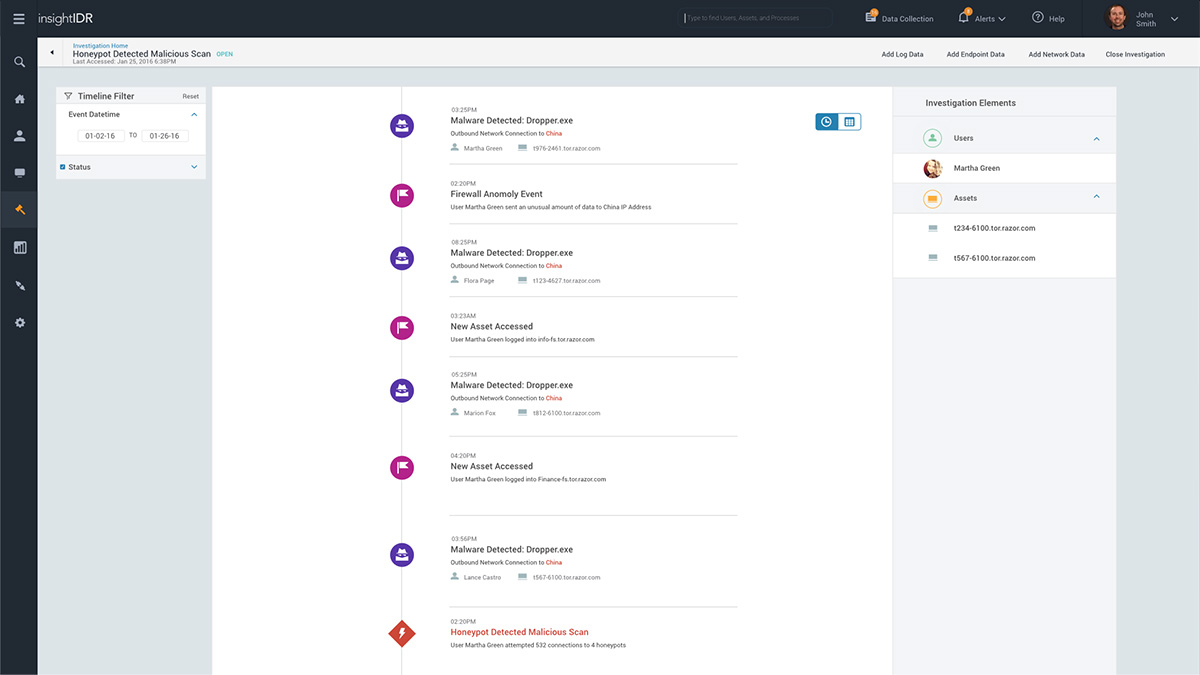 insightIDR
Type to find Users, Assets, and Processes
Data Collection
Alerts
Help
John
Smith
Investigation Home
Honeypot Detected Malicious Scan OPEN
Last Accessed: Jan 25, 2016 6:38PM
Add Log Data
Add Endpoint Data
Add Network Data
Close Investigation
Timeline Filter
Reset
Event Datetime
01-02-16 TO 01-26-16
Status
03:25PM
Malware Detected: Dropper.exe
Outbound Network Connection to China
Martha Green t976-2461.tor.razor.com
02:20PM
Firewall Anomoly Event
User Martha Green sent an unusual amount of data to China IP Address
08:25PM
Malware Detected: Dropper.exe
Outbound Network Connection to China
Flora Page t123-4627.tor.razor.com
03:23AM
New Asset Accessed
User Martha Green logged into info-fs.tor.razor.com
05:25PM
Malware Detected: Dropper.exe
Outbound Network Connection to China
Marion Fox t812-6100.tor.razor.com
04:20PM
New Asset Accessed
User Martha Green logged into Finance-fs.tor.razor.com
03:56PM
Malware Detected: Dropper.exe
Outbound Network Connection to China
Lance Castro t567-6100.tor.razor.com
02:20PM
Honeypot Detected Malicious Scan
User Martha Green attempted 532 connections to 4 honeypots
Investigation Elements
Users
Martha Green
Assets
t234-6100.tor.razor.com
t567-6100.tor.razor.com